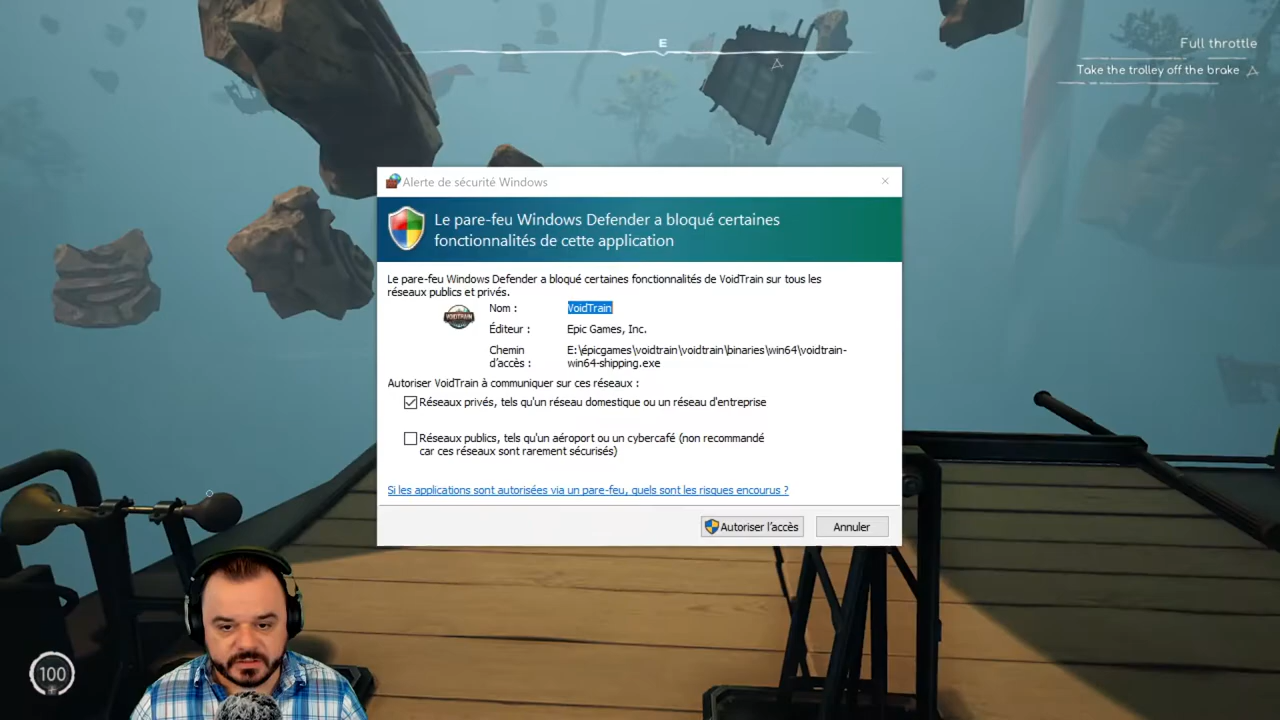 E
Full throttle
Take the trolley off the brake
Alerte de sécurité Windows
Le pare-feu Windows Defender a bloqué certaines
fonctionnalités de cette application
Le pare-feu Windows Defender a bloqué certaines fonctionnalités de VoidTrain sur tous les
réseaux publics et privés.
VOIDTRAIN
Nom : VoidTrain
Éditeur : Epic Games, Inc.
Chemin E:\épicgames\voidtrain\voidtrain\binaries\win64\voidtrain-
d'accès : win64-shipping.exe
Autoriser VoidTrain à communiquer sur ces réseaux :
Réseaux privés, tels qu'un réseau domestique ou un réseau d'entreprise
Réseaux publics, tels qu'un aéroport ou un cybercafé (non recommandé
car ces réseaux sont rarement sécurisés)
Si les applications sont autorisées via un pare-feu, quels sont les risques encourus ?
Autoriser l'accès
Annuler
100